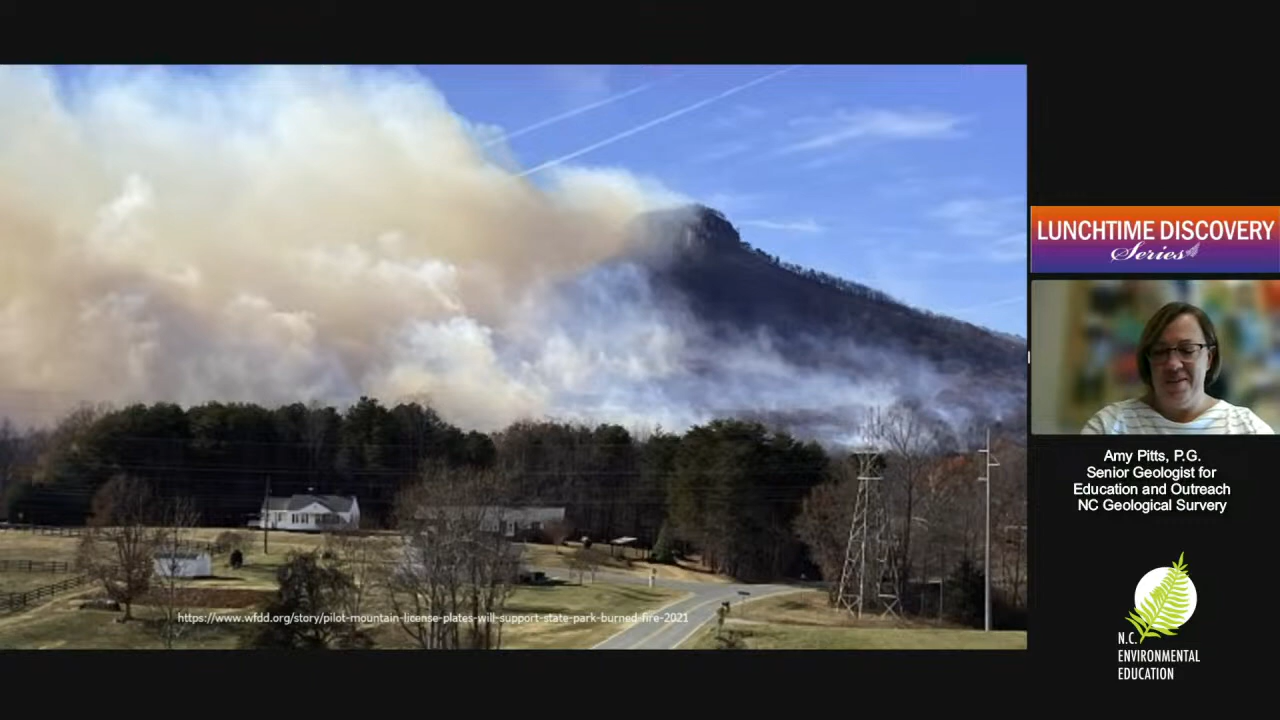 LUNCHTIME DISCOVERY
Series
Amy Pitts, P.G.
Senior Geologist for
Education and Outreach
NC Geological Survery
https://www.wfdd.org/story/pilot-mountain-license-plates-will-support-state-park-burned-fire-2021
N.C.
ENVIRONMENTAL
EDUCATION